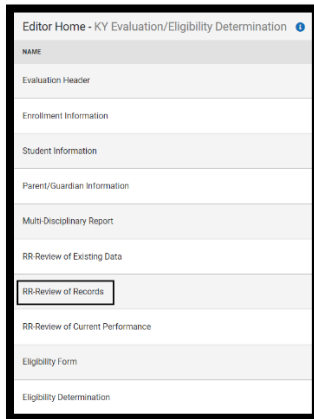 Editor Home - KY Evaluation/Eligibility Determination
NAME
Evaluation Header
Enrollment Information
Student Information
Parent/Guardian Information
Multi-Disciplinary Report
RR-Review of Existing Data
RR-Review of Records
RR-Review of Current Performance
Eligibility Form
Eligibility Determination